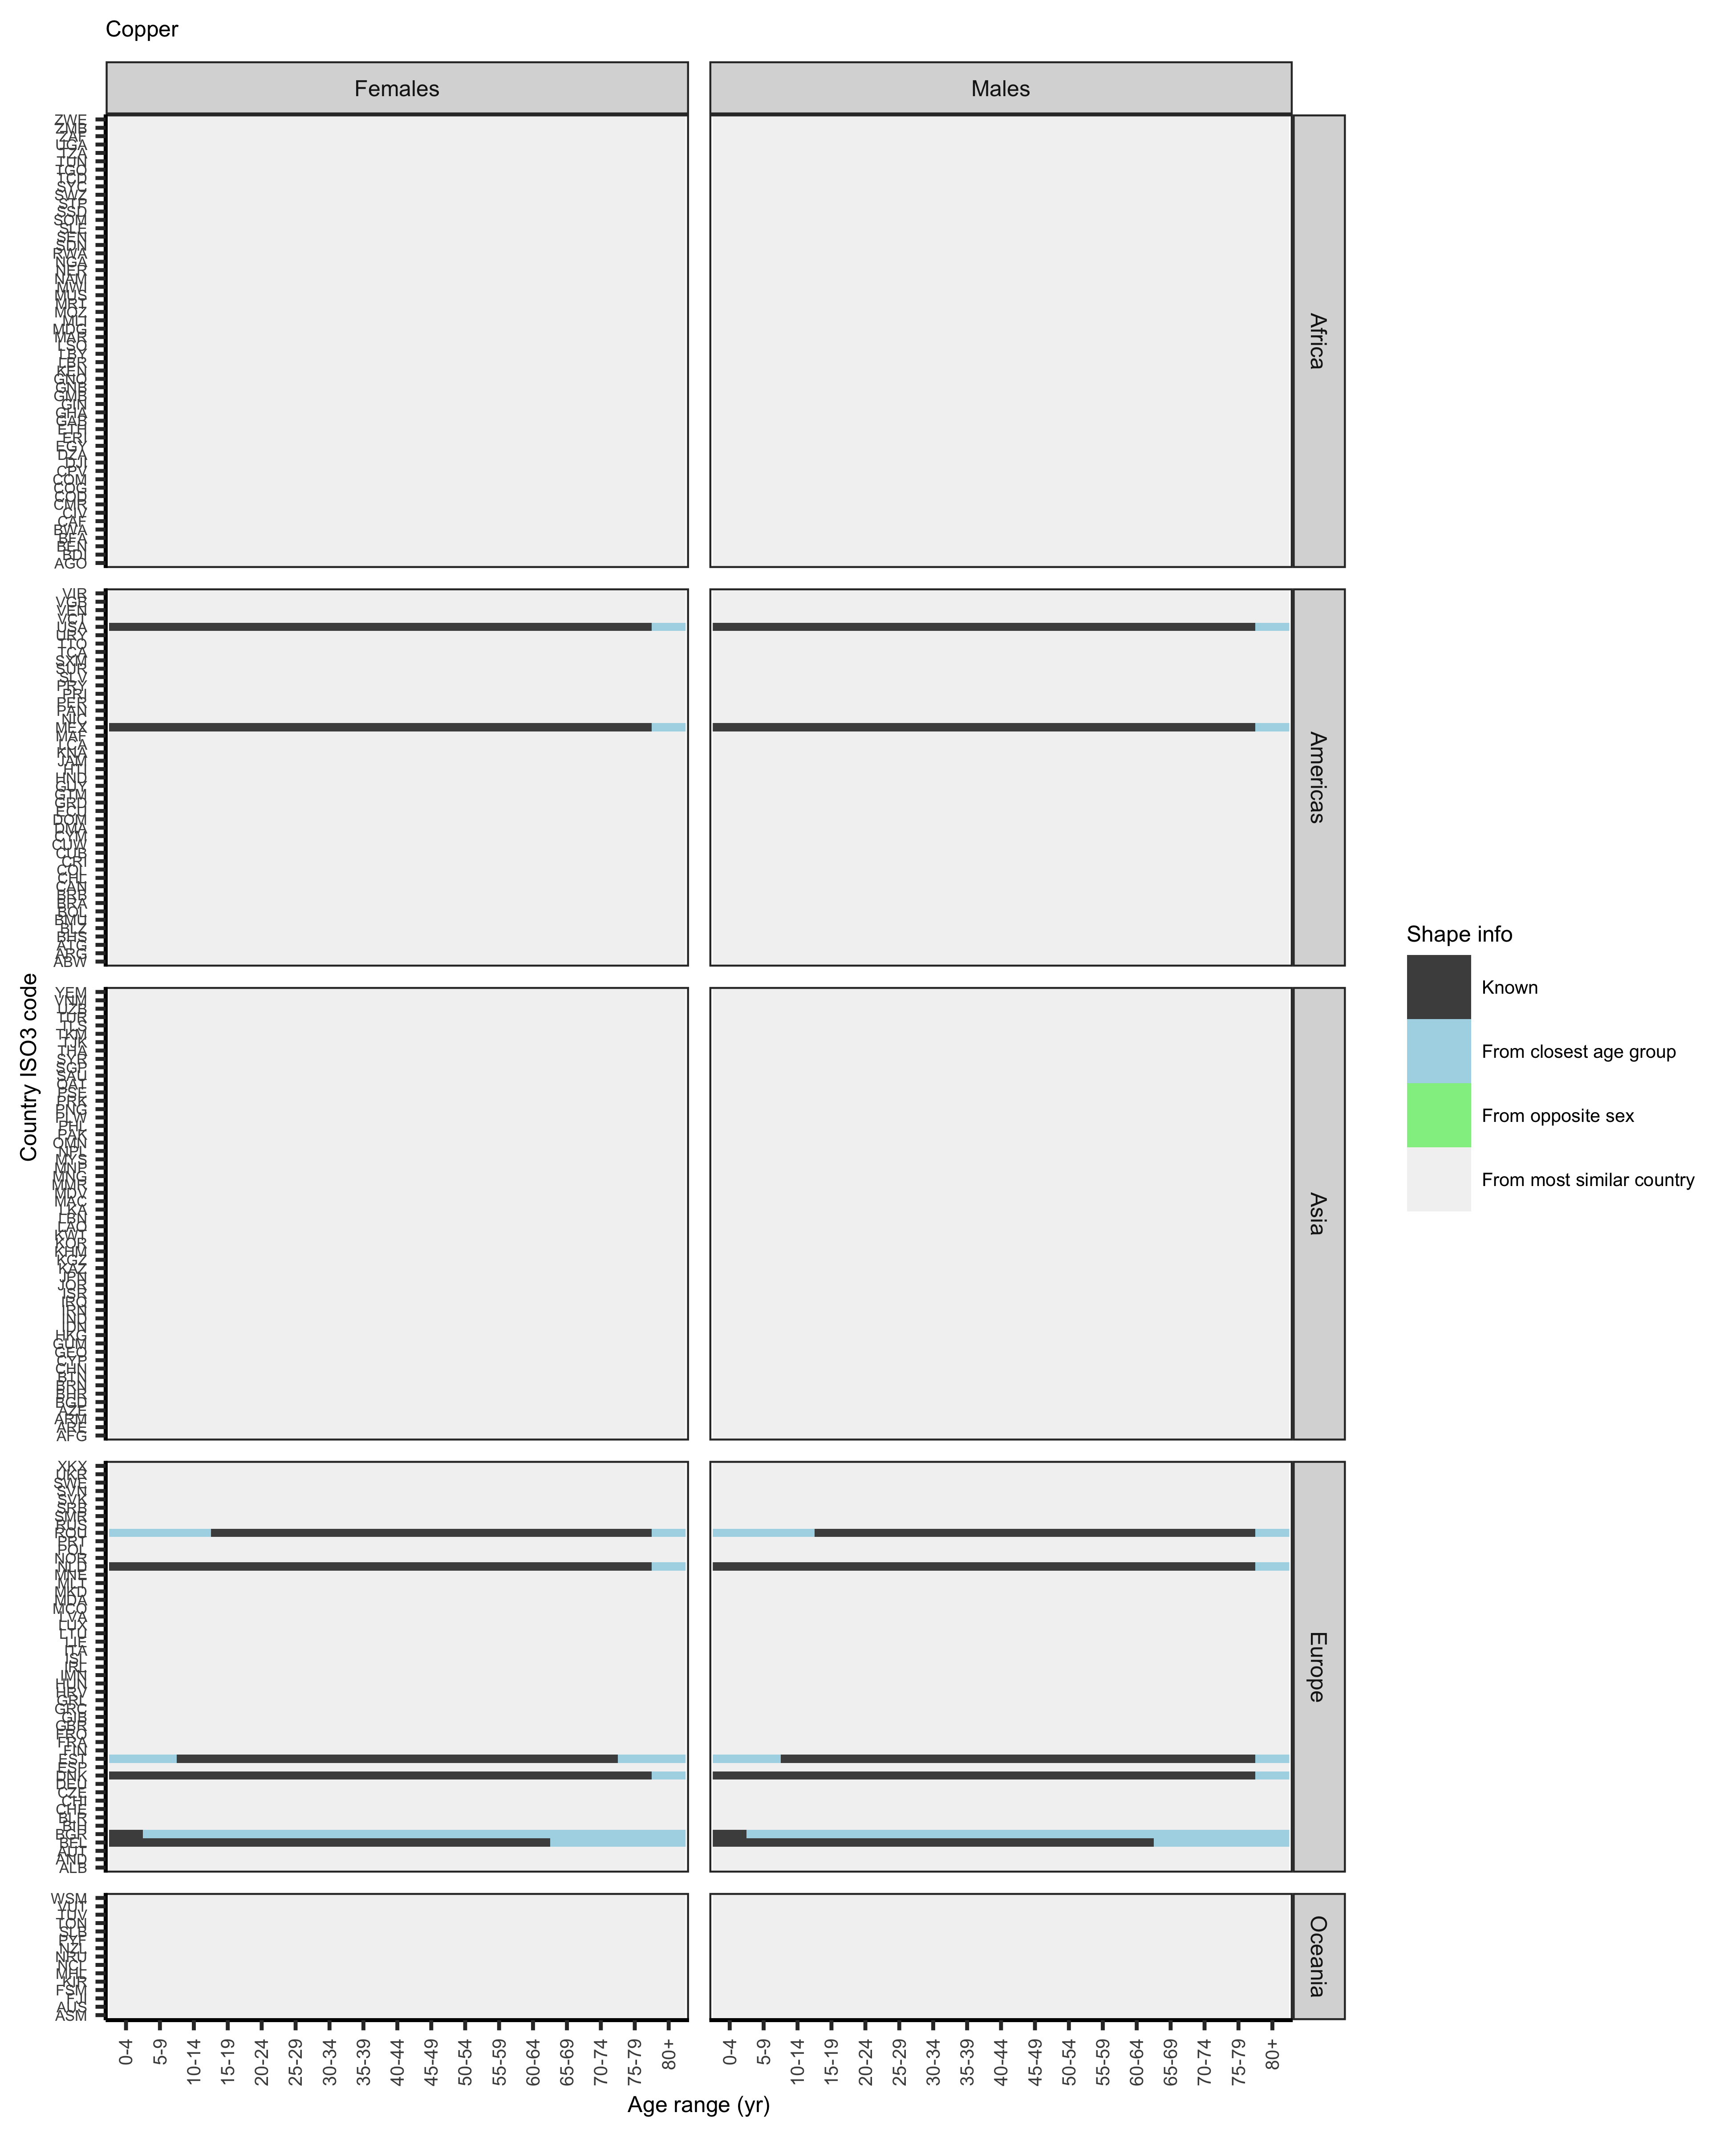 Copper
Females
Males
ZWE
ZMB
ZAF
UGA
TZA
TUN
TGO
TCD
SYC
SWZ
STP
SSD
SOM
SLE
SEN
SDN
RWA
NGA
NER
NAM
MWI
MUS
MRT
MOZ
MLI
MDG
MAR
LSO
LBY
LBR
KEN
GNQ
GNB
GMB
GIN
GHA
GAB
ETH
ERI
EGY
DZA
DJI
CPV
COM
COG
COD
CMR
CIV
CAF
BWA
BFA
BEN
BDI
AGO
Africa
VIR
VGB
VEN
VCT
USA
URY
TTO
TCA
SXM
SUR
SLV
PRY
PRI
PER
PAN
NIC
MEX
MAF
LCA
KNA
JAM
HTI
HND
GUY
GTM
GRD
ECU
DOM
DMA
CYM
CUW
CUB
CRI
COL
CHL
CAN
BRB
BRA
BOL
BMU
BLZ
BHS
ATG
ARG
ABW
Americas
YEM
VNM
UZB
TUR
TLS
TKM
TJK
THA
SYR
SGP
SAU
QAT
PSE
PRK
PNG
PLW
PHL
PAK
OMN
NPL
MYS
MNP
MNG
MMR
MDV
MAC
LKA
LBN
LAO
KWT
KOR
KHM
KGZ
KAZ
JPN
JOR
ISR
IRQ
IRN
IND
IDN
HKG
GUM
GEO
CYP
CHN
BTN
BRN
BHR
BGD
AZE
ARM
ARE
AFG
Asia
XKX
UKR
SWE
SVN
SVK
SRB
SMR
RUS
ROU
PRT
POL
NOR
NLD
MNE
MLT
MKD
MDA
MCO
LVA
LUX
LTU
LIE
ITA
ISL
IRL
IMN
HUN
HRV
GRL
GRC
GIB
GBR
FRO
FRA
FIN
EST
ESP
DNK
DEU
CZE
CHI
CHE
BLR
BIH
BGR
BEL
AUT
AND
ALB
Europe
WSM
VUT
TUV
TON
SLB
PYF
NZL
NRU
NCL
MHL
KIR
FSM
FJI
AUS
ASM
Oceania
0-4
5-9
10-14
15-19
20-24
25-29
30-34
35-39
40-44
45-49
50-54
55-59
60-64
65-69
70-74
75-79
80+
0-4
5-9
10-14
15-19
20-24
25-29
30-34
35-39
40-44
45-49
50-54
55-59
60-64
65-69
70-74
75-79
80+
Age range (yr)
Country ISO3 code
Shape info
Known
From closest age group
From opposite sex
From most similar country